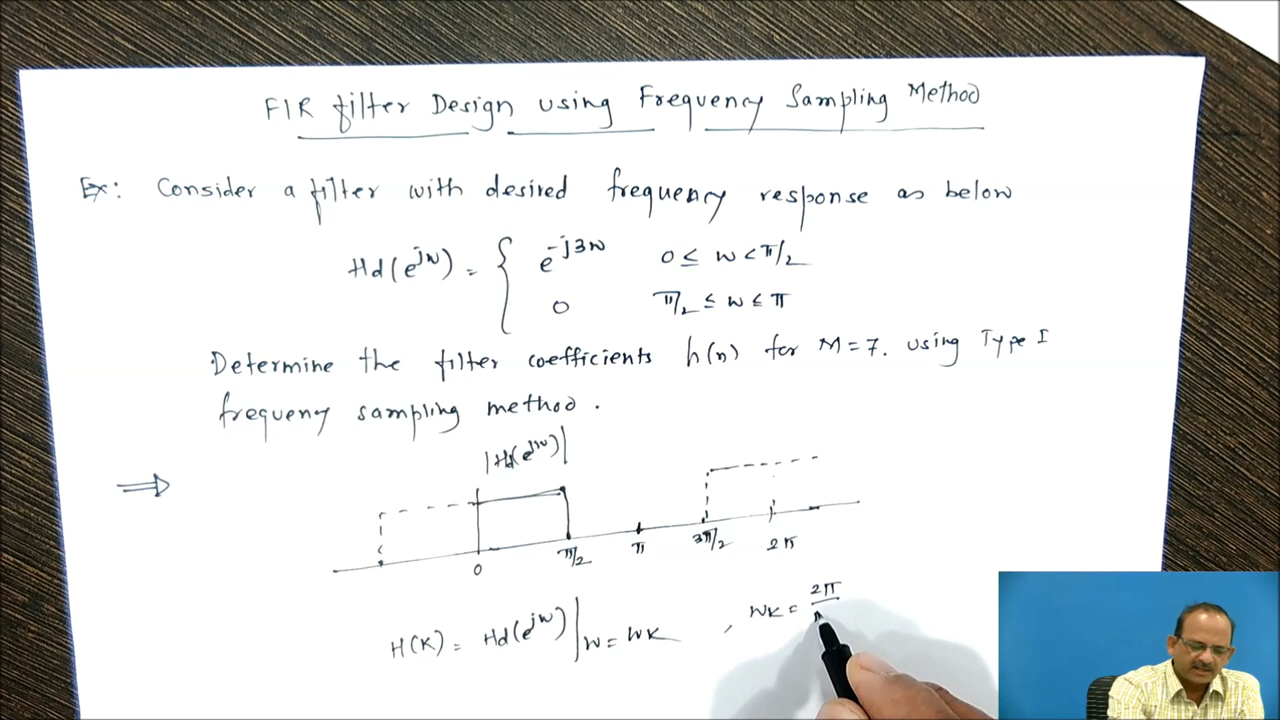 FIR filter Design using Frequency Sampling Method
Ex: Consider a filter with desired frequency response as below
Hd(e^jw) = { e^-j3w 0 ≤ w < π/2
0 π/2 ≤ w ≤ π
Determine the filter coefficients h(n) for M=7. using Type I
frequeny sampling method.
⇒ |Hd(e^jw)|
0 π/2 π 3π/2 2π
H(K) = Hd(e^jw)|w=wk , wk = 2π/